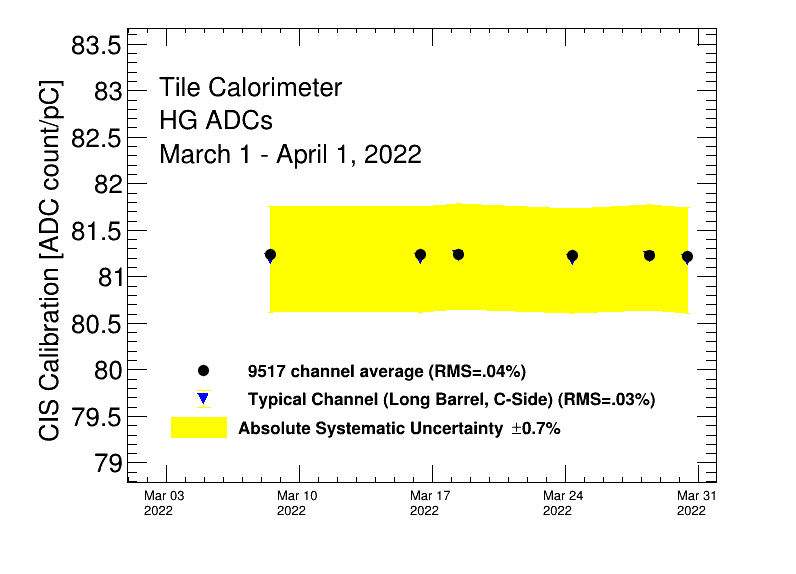 83.5
83
82.5
82
81.5
81
80.5
80
79.5
79
CIS Calibration [ADC count/pC]
Tile Calorimeter
HG ADCs
March 1 - April 1, 2022
9517 channel average (RMS=.04%)
Typical Channel (Long Barrel, C-Side) (RMS=.03%)
Absolute Systematic Uncertainty ±0.7%
Mar 03 2022
Mar 10 2022
Mar 17 2022
Mar 24 2022
Mar 31 2022